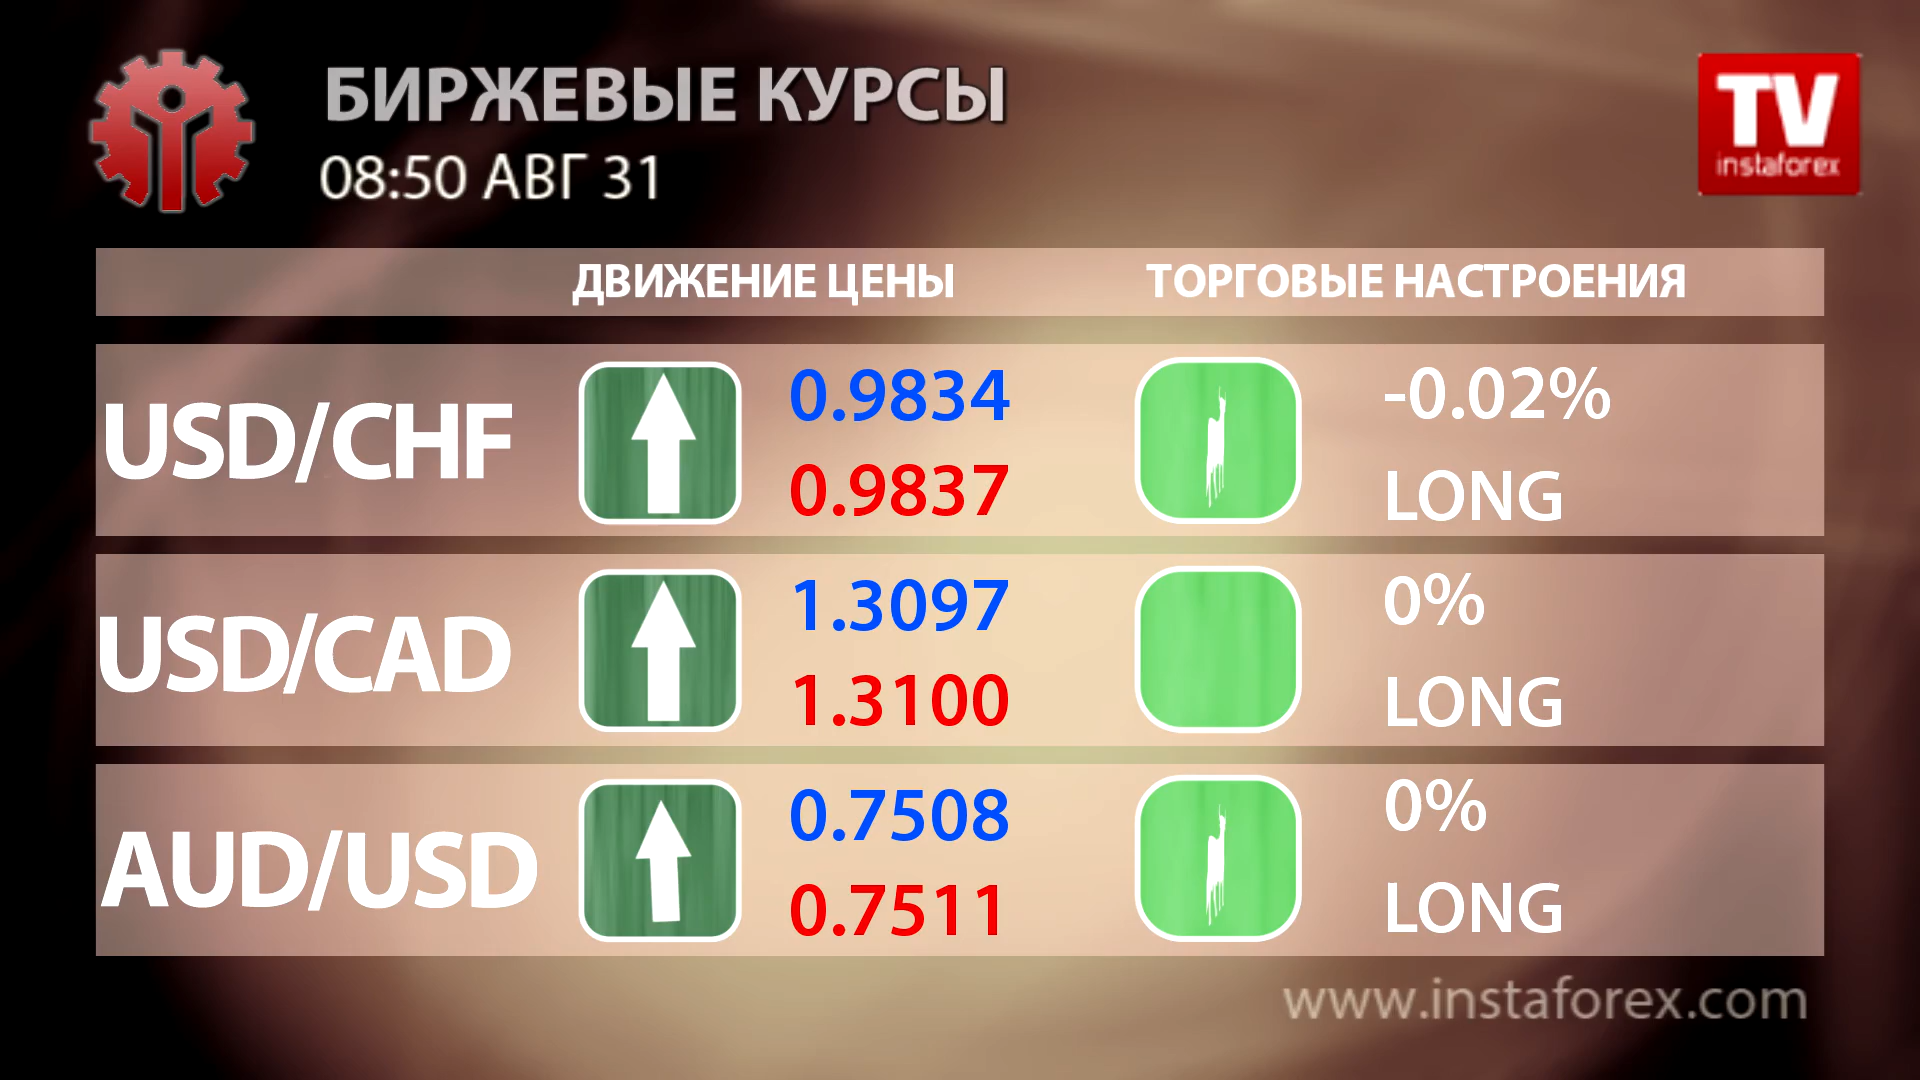 БИРЖЕВЫЕ КУРСЫ
08:50 АВГ 31
TV
instaforex
ДВИЖЕНИЕ ЦЕНЫ ТОРГОВЫЕ НАСТРОЕНИЯ
USD/CHF
0.9834
0.9837
-0.02%
LONG
USD/CAD
1.3097
1.3100
0%
LONG
AUD/USD
0.7508
0.7511
0%
LONG
www.instaforex.com